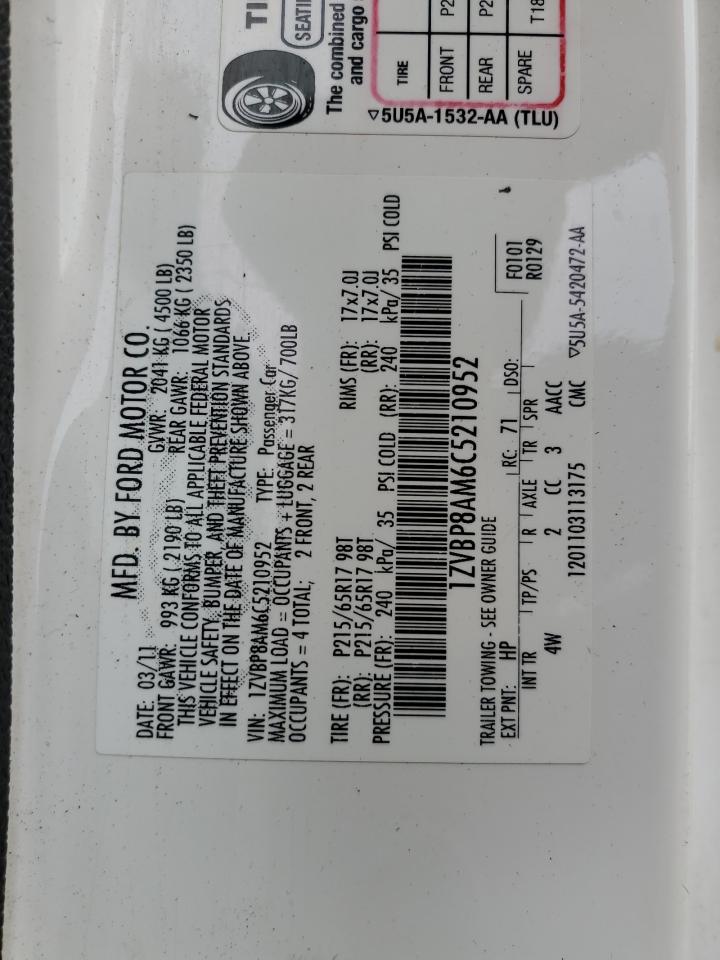 MFD. BY FORD MOTOR CO.
DATE: 03/11 GVWR: 2041 KG ( 4500 LB)
FRONT GAWR: 993 KG ( 2190 LB) REAR GAWR: 1066 KG ( 2350 LB)
THIS VEHICLE CONFORMS TO ALL APPLICABLE FEDERAL MOTOR
VEHICLE SAFETY, BUMPER, AND THEFT PREVENTION STANDARDS
IN EFFECT ON THE DATE OF MANUFACTURE SHOWN ABOVE.
VIN: 1ZVBP8AM6C5210952 TYPE: Passenger Car
MAXIMUM LOAD = OCCUPANTS + LUGGAGE = 317KG/ 700LB
OCCUPANTS = 4 TOTAL; 2 FRONT, 2 REAR
TIRE (FR): P215/65R17 98T RIMS (FR): 17x7.0J
(RR): P215/65R17 98T (RR): 17x7.0J
PRESSURE (FR): 240 kPa/ 35 PSI COLD (RR): 240 kPa/ 35 PSI COLD
1ZVBP8AM6C5210952
TRAILER TOWING - SEE OWNER GUIDE
EXT PNT: HP RC: 71 DSO: F0101
R0129
INT TR TP/PS R AXLE TR SPR
4W 2 CC 3 AACC
1201103113175 CMC ▽5U5A-5420472-AA
TI
SEATI
The combined
and cargo
TIRE
FRONT P2
REAR P2
SPARE T18
▽5U5A-1532-AA (TLU)